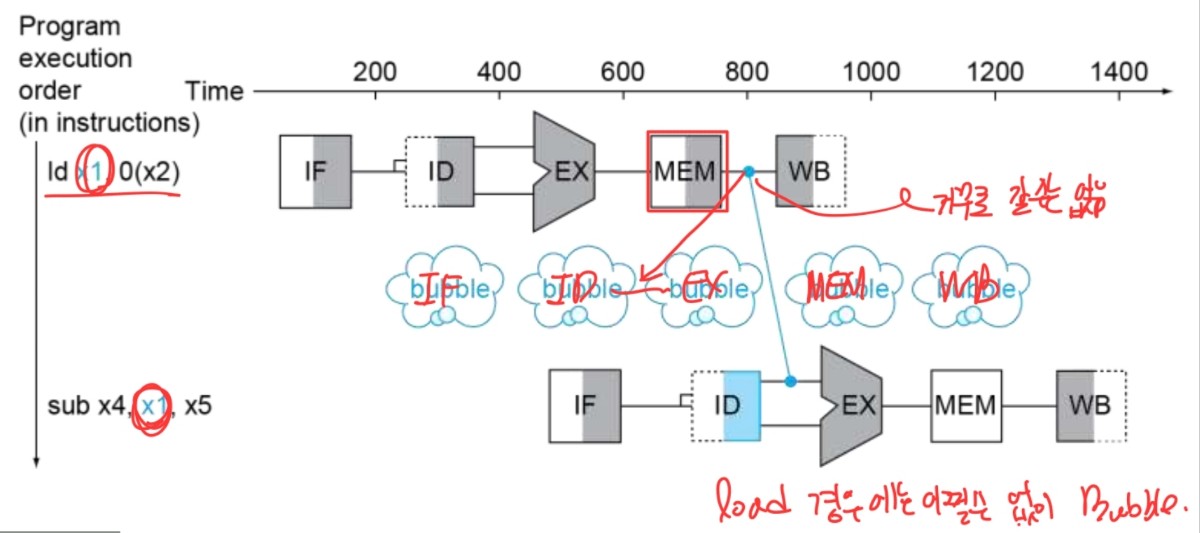 Program
execution
order
(in instructions)
Time
200 400 600 800 1000 1200 1400
ld x1, 0(x2)
IF ID EX MEM WB
거꾸로 갈 순 없음
bubble bubble bubble bubble bubble
IF ID EX MEM WB
sub x4, x1, x5
IF ID EX MEM WB
load 경우에는 어쩔 수 없이 Bubble.